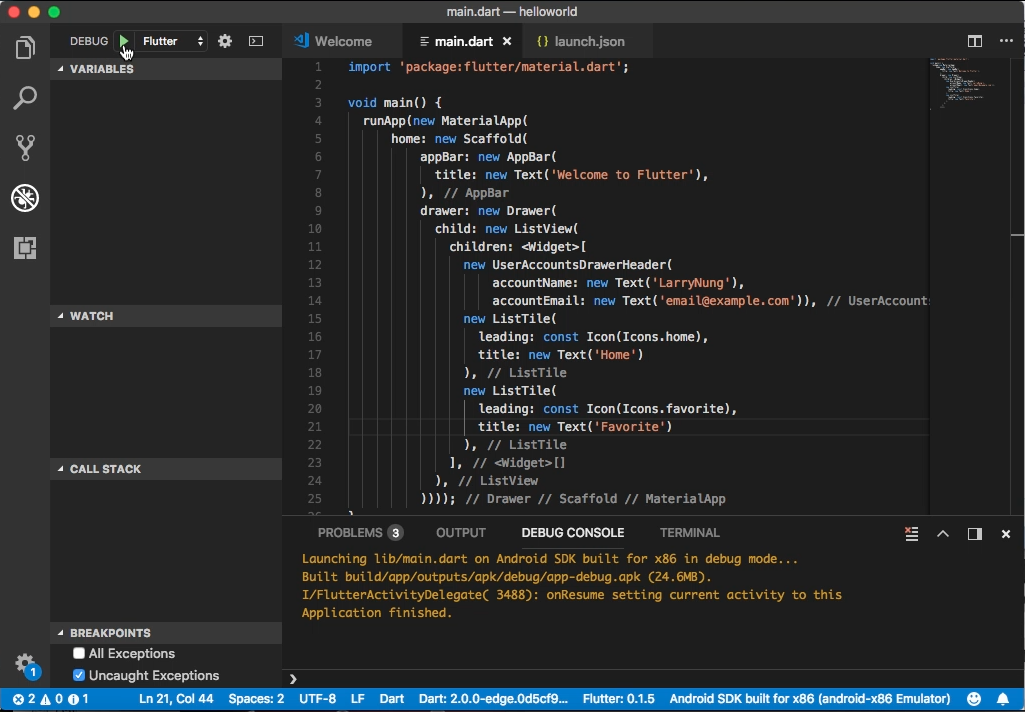 main.dart — helloworld
DEBUG Flutter
Welcome main.dart launch.json
VARIABLES
WATCH
CALL STACK
BREAKPOINTS
All Exceptions
Uncaught Exceptions
1
1 import 'package:flutter/material.dart';
2
3 void main() {
4 runApp(new MaterialApp(
5 home: new Scaffold(
6 appBar: new AppBar(
7 title: new Text('Welcome to Flutter'),
8 ), // AppBar
9 drawer: new Drawer(
10 child: new ListView(
11 children: <Widget>[
12 new UserAccountsDrawerHeader(
13 accountName: new Text('LarryNung'),
14 accountEmail: new Text('email@example.com')), // UserAccounts
15 new ListTile(
16 leading: const Icon(Icons.home),
17 title: new Text('Home')
18 ), // ListTile
19 new ListTile(
20 leading: const Icon(Icons.favorite),
21 title: new Text('Favorite')
22 ), // ListTile
23 ], // <Widget>[]
24 ), // ListView
25 )))); // Drawer // Scaffold // MaterialApp
PROBLEMS 3 OUTPUT DEBUG CONSOLE TERMINAL
Launching lib/main.dart on Android SDK built for x86 in debug mode...
Built build/app/outputs/apk/debug/app-debug.apk (24.6MB).
I/FlutterActivityDelegate( 3488): onResume setting current activity to this
Application finished.
2 0 1 Ln 21, Col 44 Spaces: 2 UTF-8 LF Dart Dart: 2.0.0-edge.0d5cf9... Flutter: 0.1.5 Android SDK built for x86 (android-x86 Emulator)